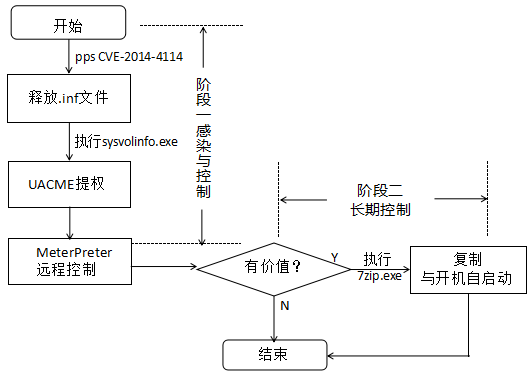 开始
pps CVE-2014-4114
释放.inf文件
执行sysvolinfo.exe
UACME提权
MeterPreter
远程控制
阶段一感染与控制
阶段二
长期控制
有价值？
Y
执行
7zip.exe
复制
与开机自启动
N
结束